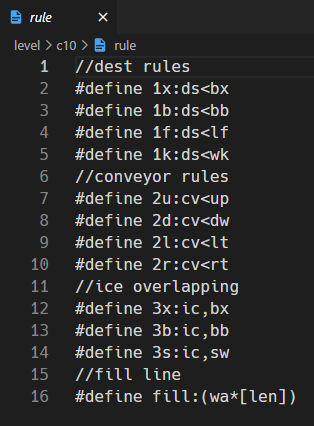 rule ×
level > c10 > rule
1 //dest rules
2 #define 1x:ds<bx
3 #define 1b:ds<bb
4 #define 1f:ds<lf
5 #define 1k:ds<wk
6 //conveyor rules
7 #define 2u:cv<up
8 #define 2d:cv<dw
9 #define 2l:cv<lt
10 #define 2r:cv<rt
11 //ice overlapping
12 #define 3x:ic,bx
13 #define 3b:ic,bb
14 #define 3s:ic,sw
15 //fill line
16 #define fill:(wa*[len])